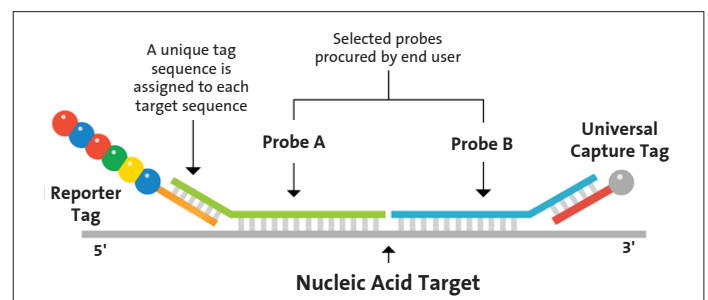 A unique tag
sequence is
assigned to each
target sequence
Selected probes
procured by end user
Probe A
Probe B
Universal
Capture Tag
Reporter
Tag
5'
3'
Nucleic Acid Target